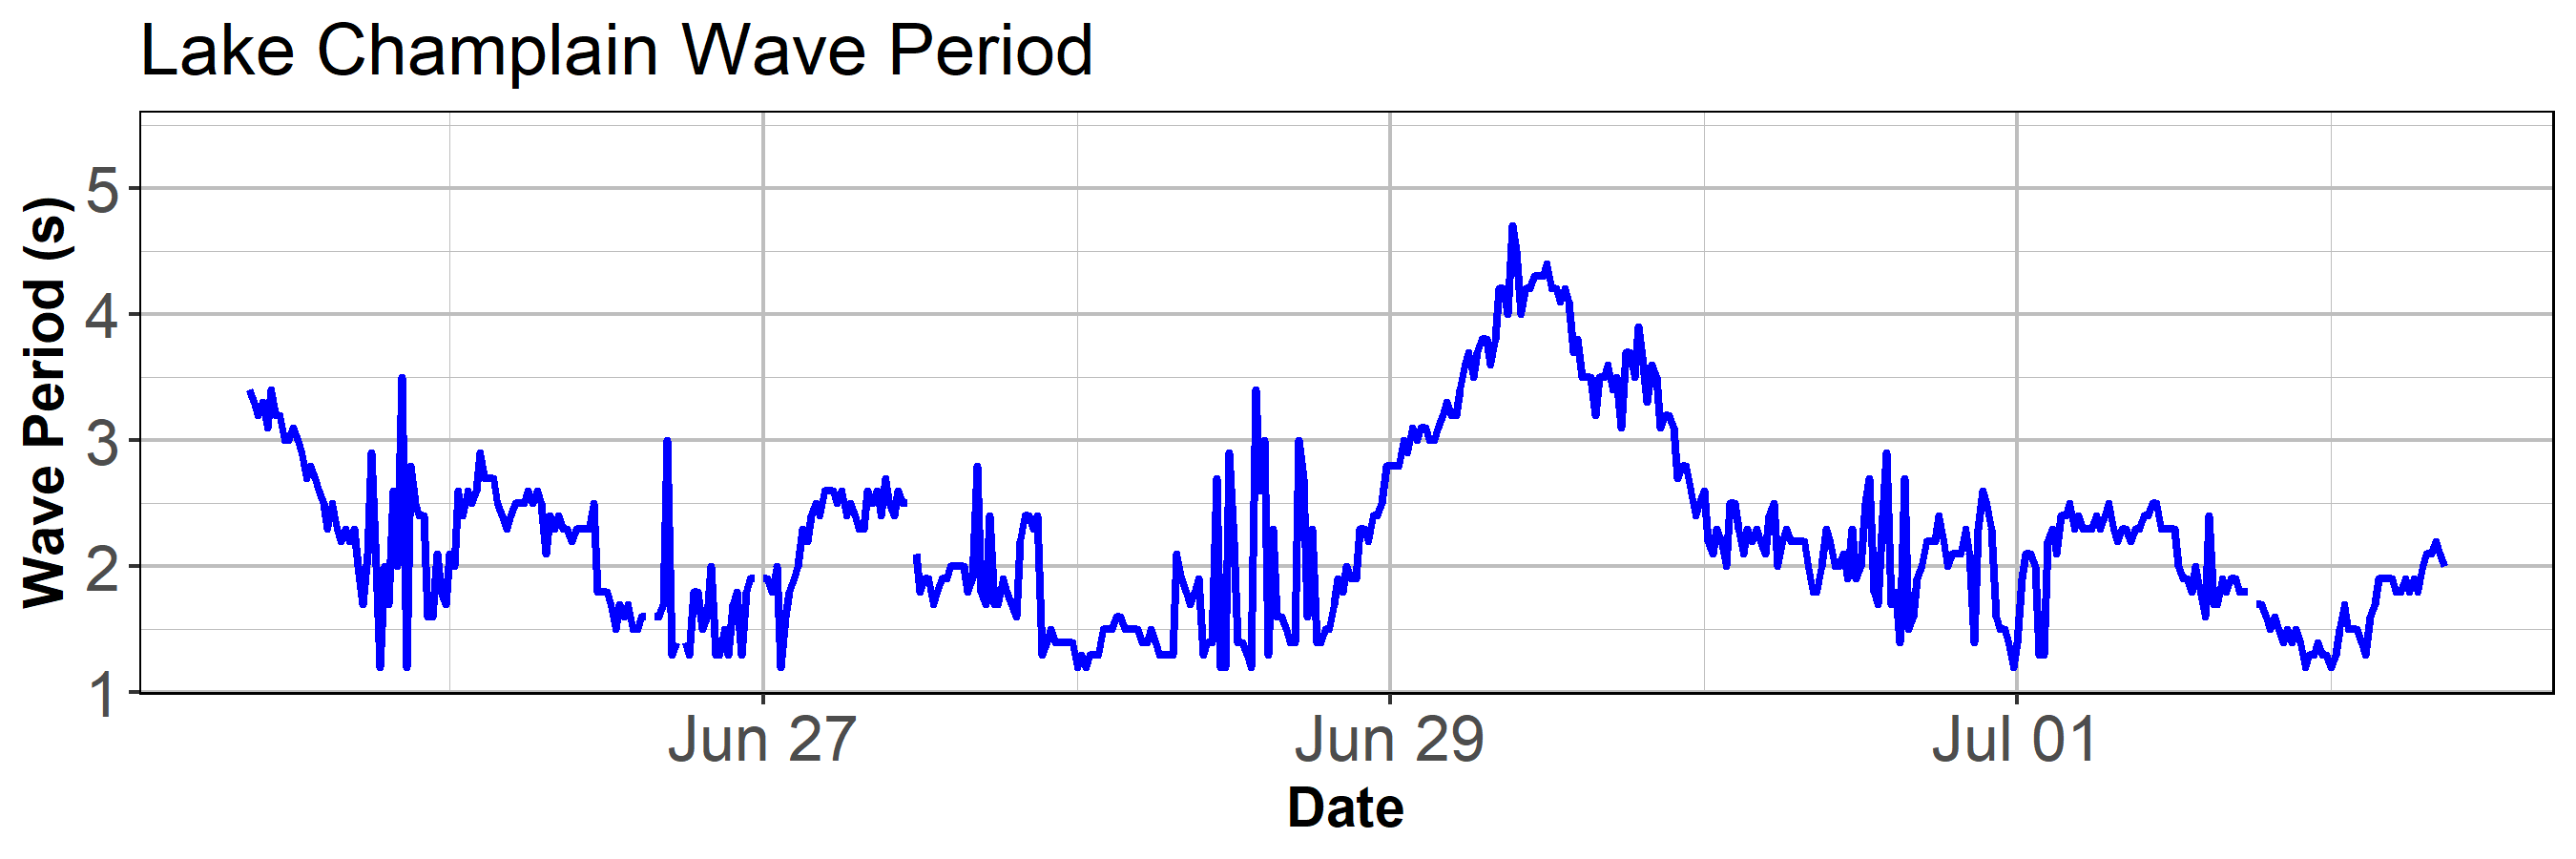 Lake Champlain Wave Period
Wave Period (s)
5
4
3
2
1
Jun 27
Jun 29
Jul 01
Date